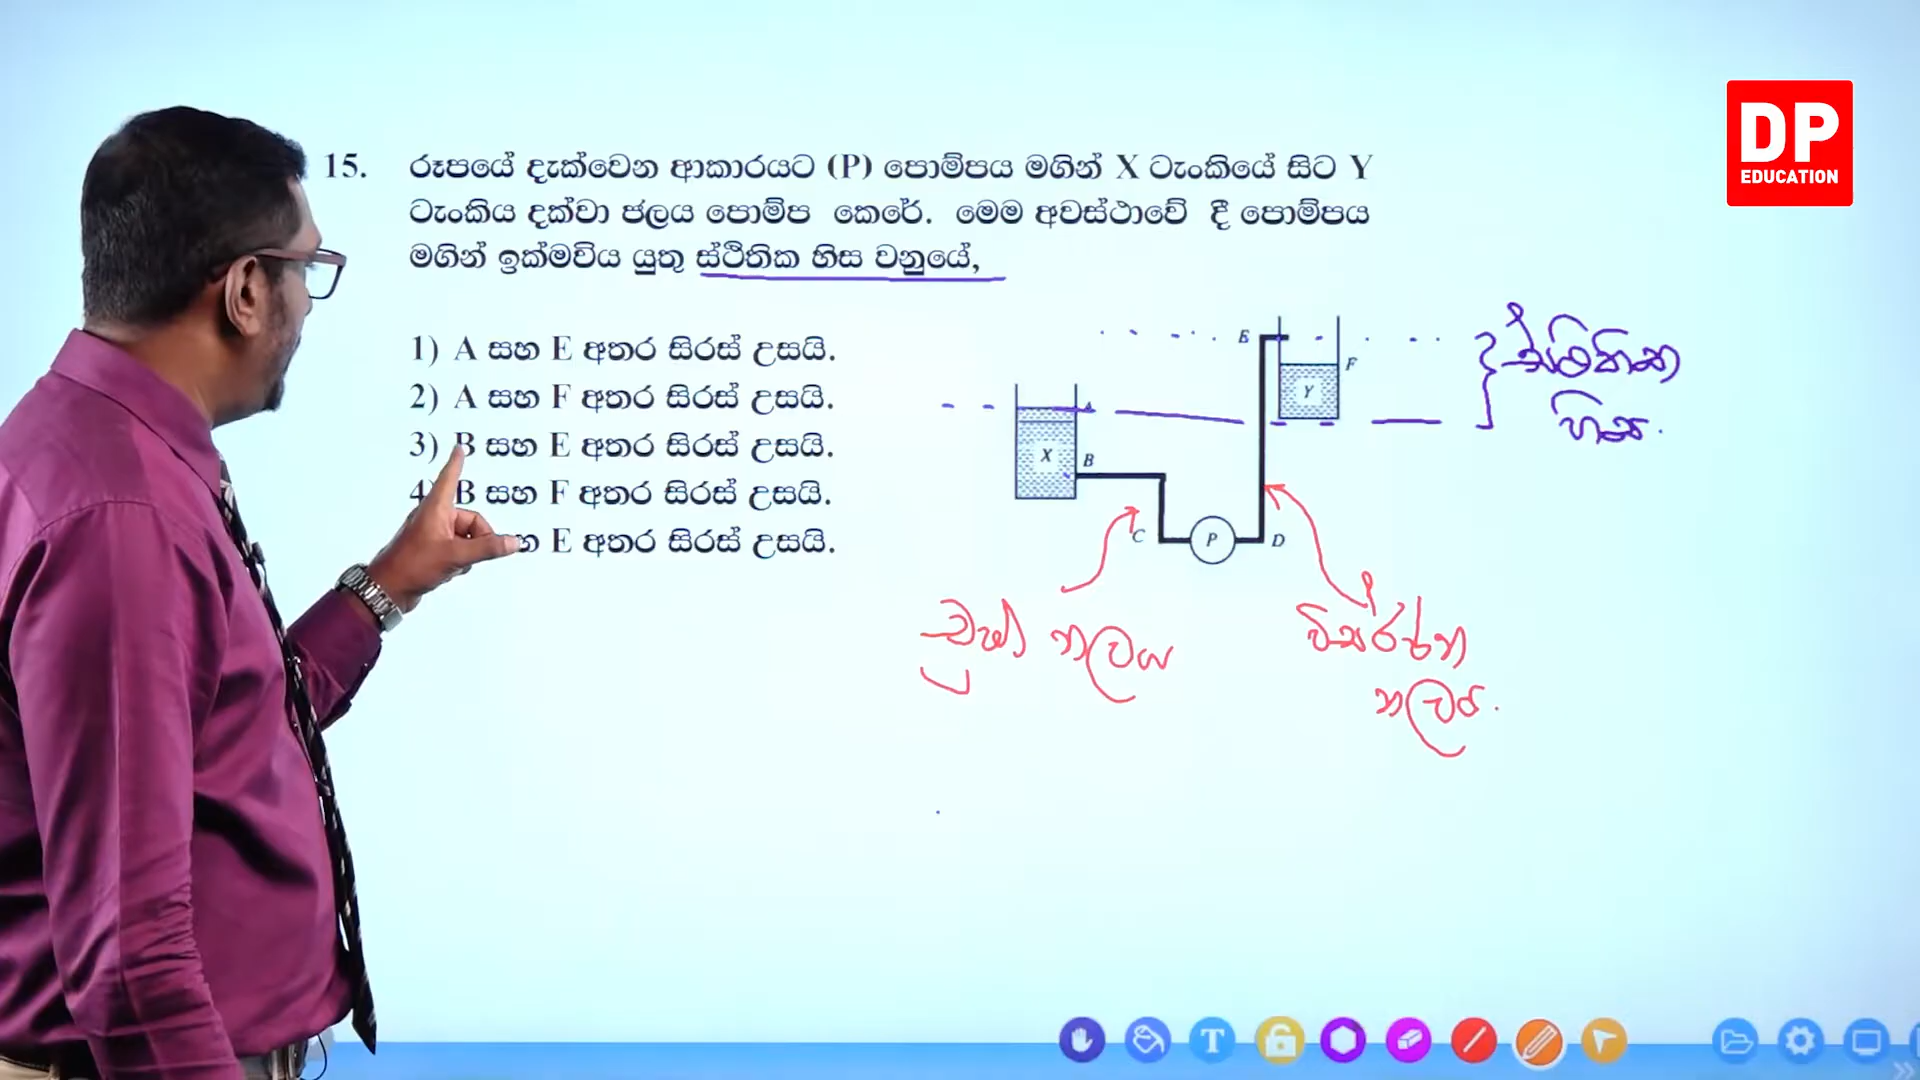 DP
EDUCATION
15. රූපයේ දැක්වෙන ආකාරයට (P) පොම්පය මගින් X ටැංකියේ සිට Y
ටැංකිය දක්වා ජලය පොම්ප කෙරේ. මෙම අවස්ථාවේ දී පොම්පය
මගින් ඉක්මවිය යුතු ස්ථිතික හිස වනුයේ,
1) A සහ E අතර සිරස් උසයි.
2) A සහ F අතර සිරස් උසයි.
3) B සහ E අතර සිරස් උසයි.
4) B සහ F අතර සිරස් උසයි.
E අතර සිරස් උසයි.
E
F
Y
A
X
B
C
P
D
ස්ථිතික
හිස.
චූෂණ නලය
විසර්ජන
නලය.
T